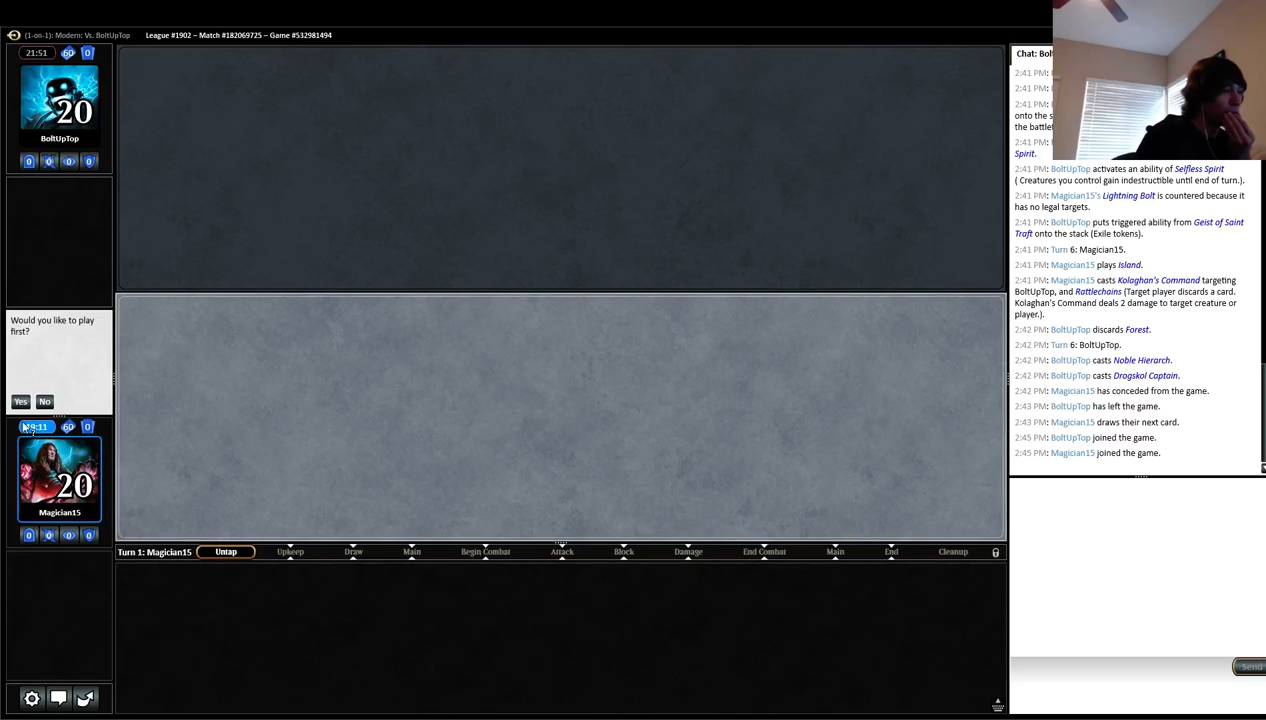 (1-on-1): Modern: Vs. BoltUpTop
League #1902 – Match #182069725 – Game #532981494
21:51
60
0
20
BoltUpTop
0
0
0
0
Would you like to play
first?
Yes
No
60
0
20
Magician15
0
0
0
0
Turn 1: Magician15
Untap
Upkeep
Draw
Main
Begin Combat
Attack
Block
Damage
End Combat
Main
End
Cleanup
Chat: Bol
2:41 PM:
2:41 PM:
2:41 PM:
onto the s
the battlef
2:41 PM:
Spirit.
2:41 PM: BoltUpTop activates an ability of Selfless Spirit
( Creatures you control gain indestructible until end of turn.).
2:41 PM: Magician15's Lightning Bolt is countered because it
has no legal targets.
2:41 PM: BoltUpTop puts triggered ability from Geist of Saint
Traft onto the stack (Exile tokens).
2:41 PM: Turn 6: Magician15.
2:41 PM: Magician15 plays Island.
2:41 PM: Magician15 casts Kolaghan's Command targeting
BoltUpTop, and Rattlechains (Target player discards a card.
Kolaghan's Command deals 2 damage to target creature or
player.).
2:42 PM: BoltUpTop discards Forest.
2:42 PM: Turn 6: BoltUpTop.
2:42 PM: BoltUpTop casts Noble Hierarch.
2:42 PM: BoltUpTop casts Drogskol Captain.
2:42 PM: Magician15 has conceded from the game.
2:43 PM: BoltUpTop has left the game.
2:43 PM: Magician15 draws their next card.
2:45 PM: BoltUpTop joined the game.
2:45 PM: Magician15 joined the game.
Send